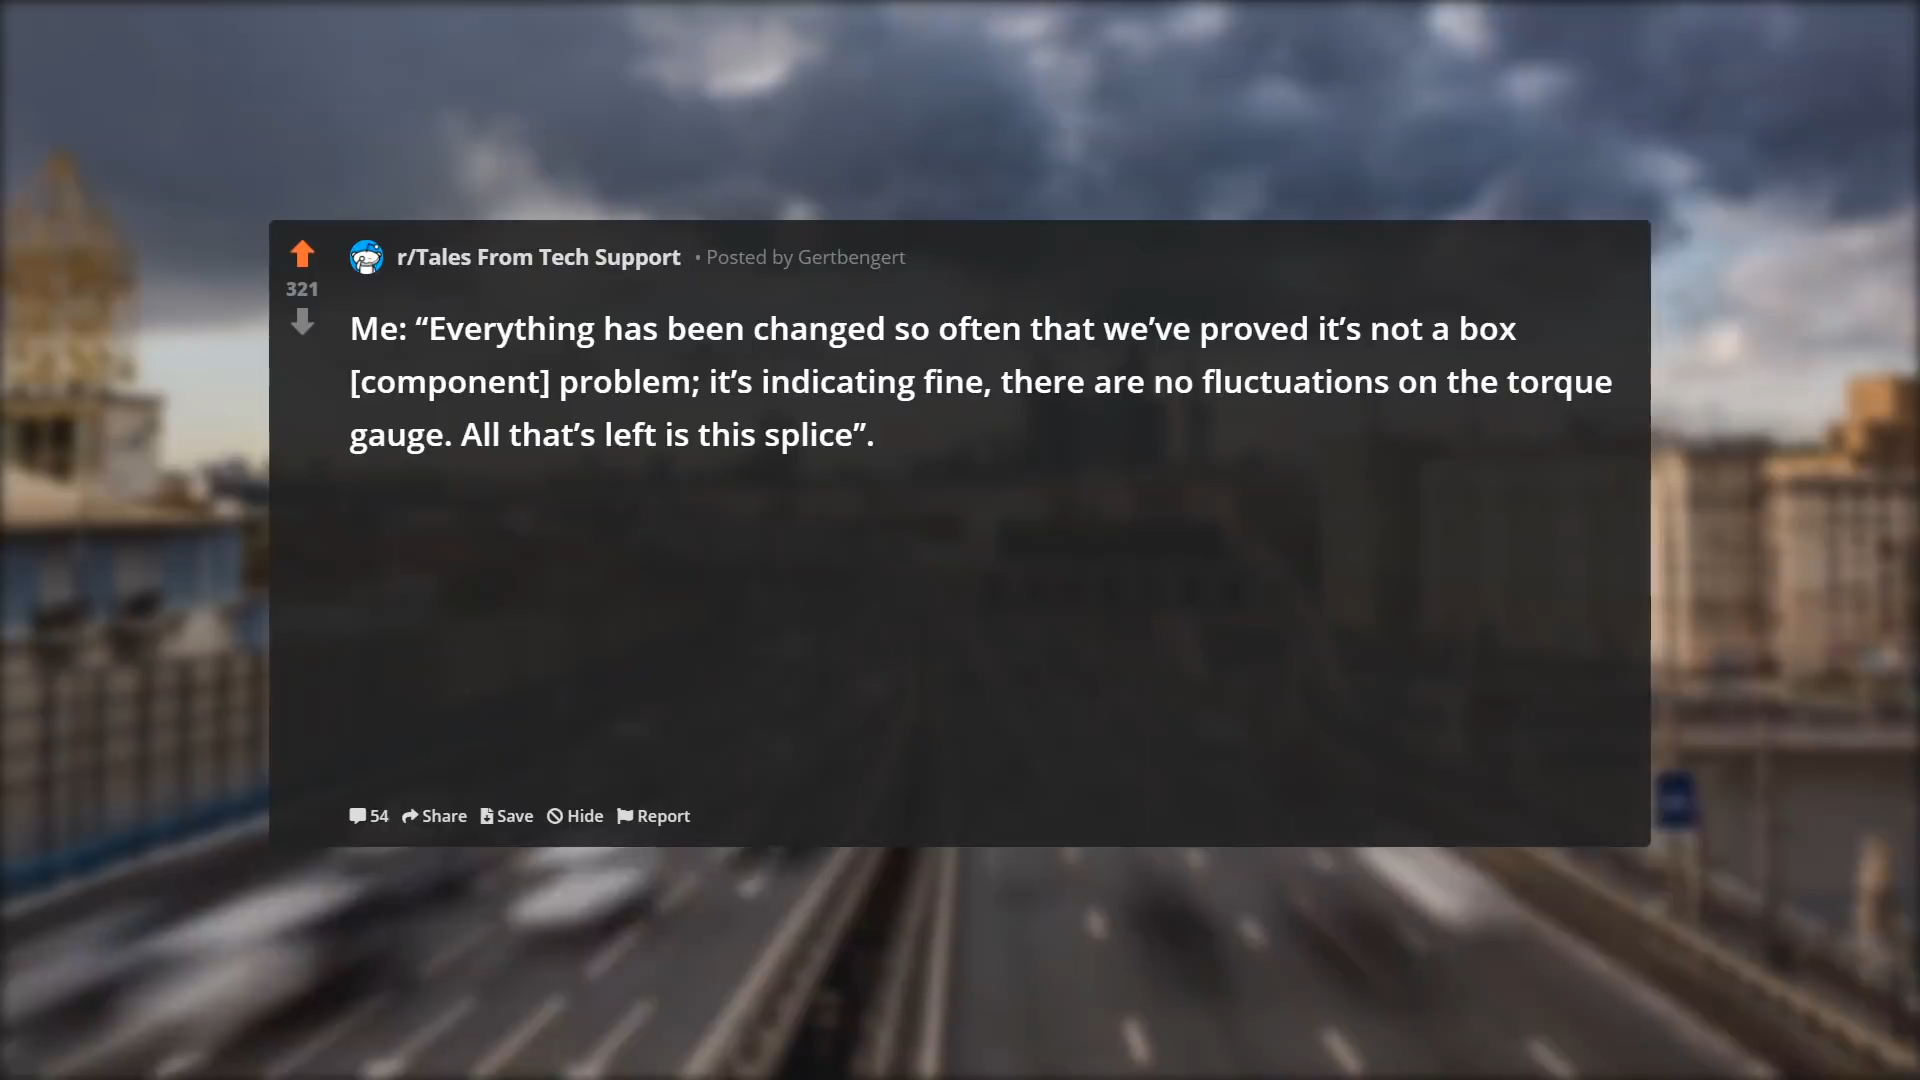 r/Tales From Tech Support • Posted by Gertbengert
321
Me: “Everything has been changed so often that we’ve proved it’s not a box
[component] problem; it’s indicating fine, there are no fluctuations on the torque
gauge. All that’s left is this splice”.
54 Share Save Hide Report